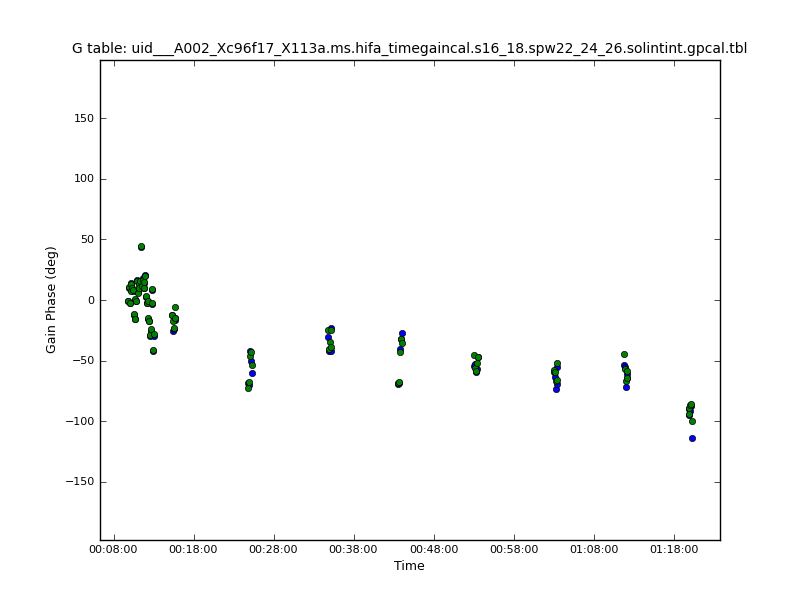 G table: uid___A002_Xc96f17_X113a.ms.hifa_timegaincal.s16_18.spw22_24_26.solintint.gpcal.tbl
Gain Phase (deg)
150
100
50
0
−50
−100
−150
00:08:00 00:18:00 00:28:00 00:38:00 00:48:00 00:58:00 01:08:00 01:18:00
Time